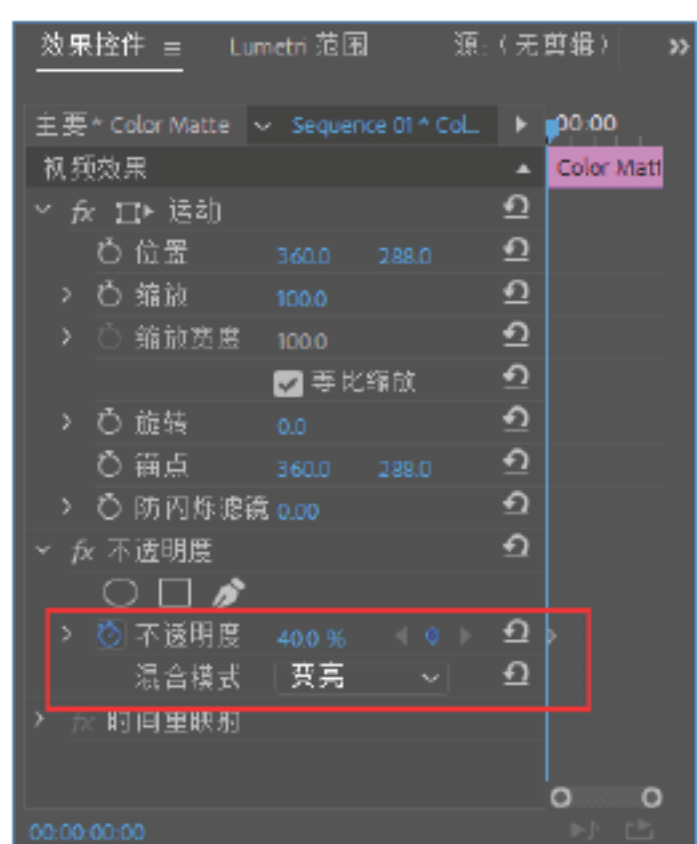 效果控件 Lumetri 范围 源:（无剪辑） »
主要 * Color Matte Sequence 01 * Col... 00:00
视频效果 Color Matt
fx 运动
位置 360.0 288.0
缩放 100.0
缩放宽度 100.0
等比缩放
旋转 0.0
锚点 360.0 288.0
防闪烁滤镜 0.00
fx 不透明度
不透明度 40.0 %
混合模式 变亮
fx 时间重映射
00:00:00:00